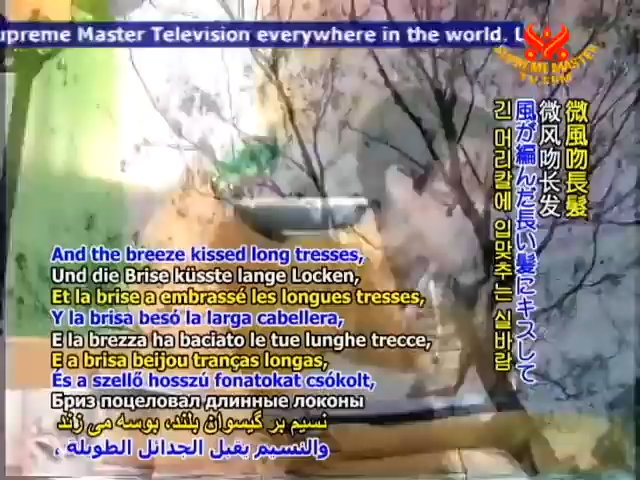 upreme Master Television everywhere in the world. L
SUPREME MASTER
TV.COM
微風吻長髮
微风吻长发
風が編んだ長い髪にキスして
긴 머리칼에 입맞추는 실바람
And the breeze kissed long tresses,
Und die Brise küsste lange Locken,
Et la brise a embrassé les longues tresses,
Y la brisa besó la larga cabellera,
E la brezza ha baciato le tue lunghe trecce,
E a brisa beijou tranças longas,
És a szellő hosszú fonatokat csókolt,
Бриз поцеловал длинные локоны
نسیم بر گیسوان بلند، بوسه می زند
والنسيم يقبل الجدائل الطويلة ،